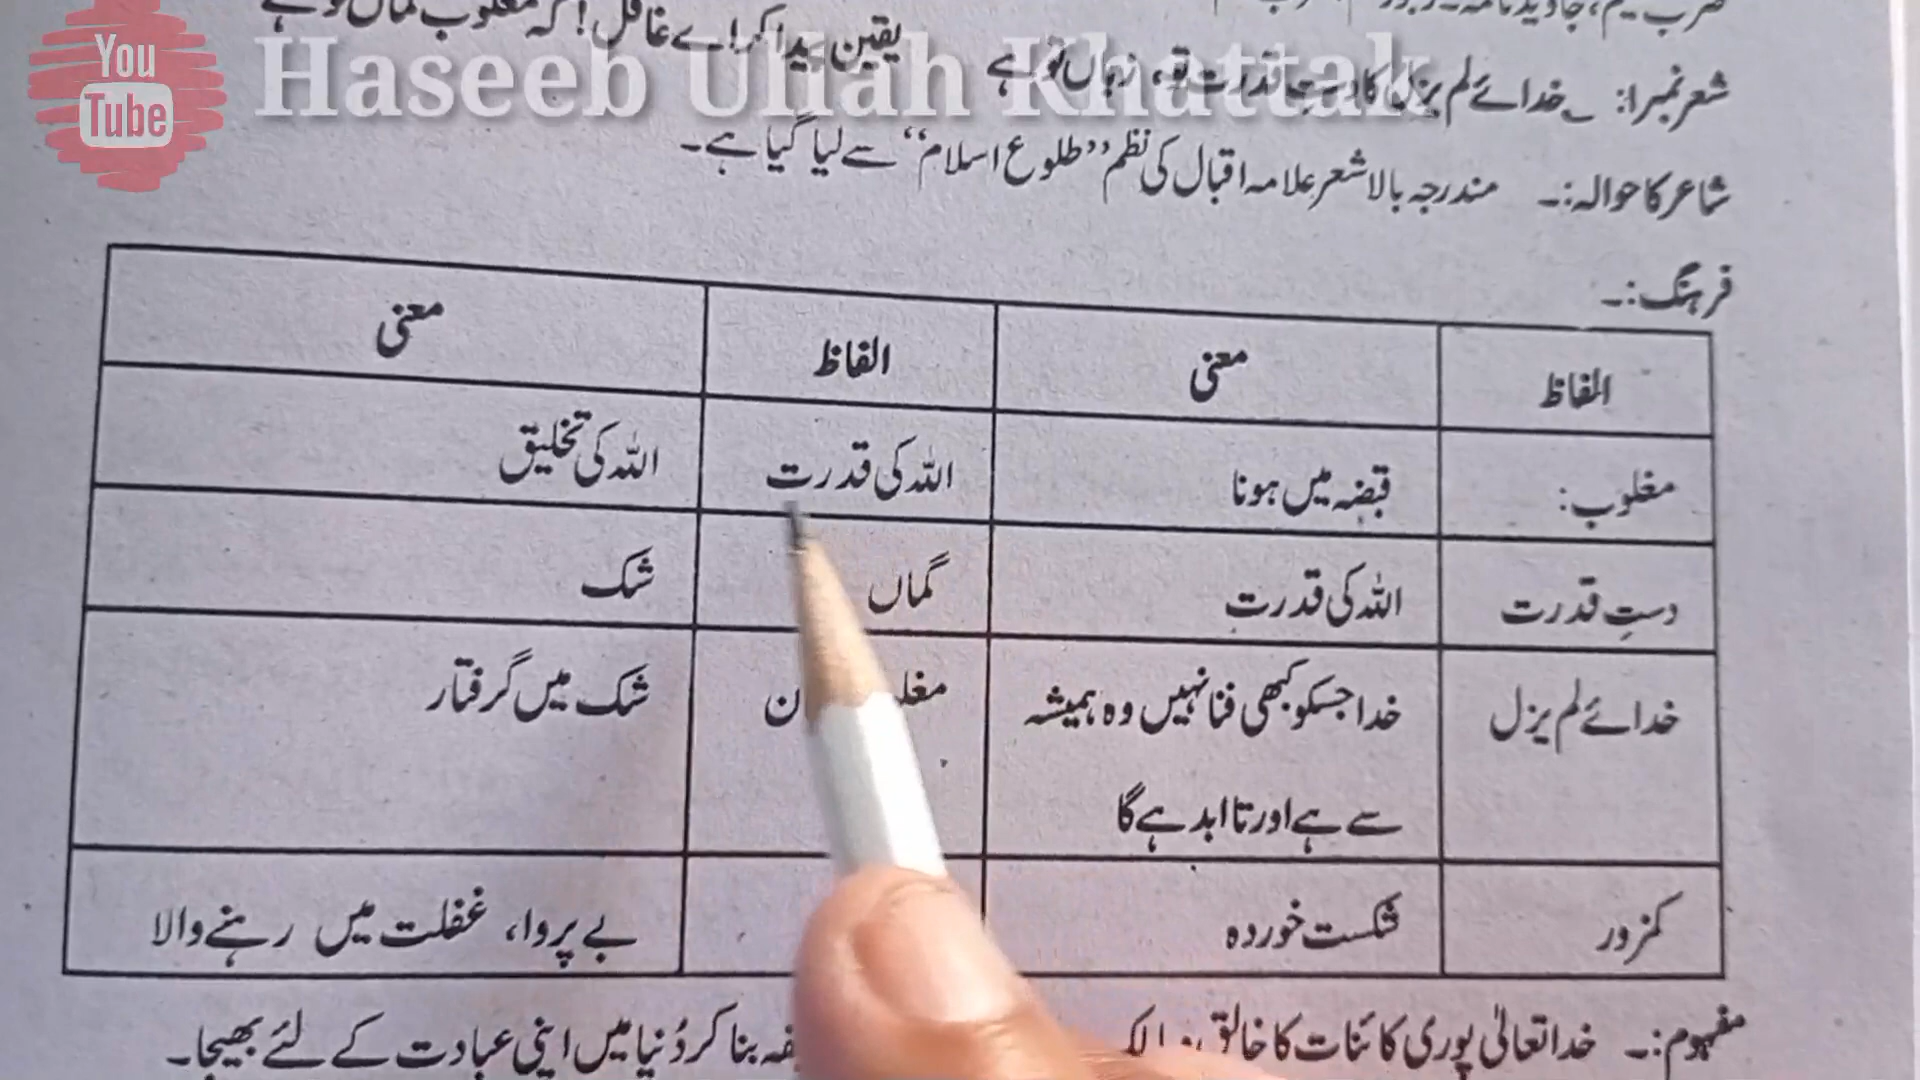 You
Tube
Haseeb Ullah Khattak
شعر نمبر۱: خدائے لم یزل کا دستِ قدرت تو، زباں تو ہے
یقین پیدا کر اے غافل! کہ مغلوب گماں تو ہے
شاعر کا حوالہ:۔ مندرجہ بالا شعر علامہ اقبال کی نظم ”طلوع اسلام“ سے لیا گیا ہے۔
فرہنگ:۔
الفاظ معنی الفاظ معنی
مغلوب: قبضہ میں ہونا اللہ کی قدرت اللہ کی تخلیق
دستِ قدرت اللہ کی قدرت گماں شک
خدائے لم یزل خدا جسکو کبھی فنا نہیں وہ ہمیشہ شک میں گرفتار
سے ہے اور تا ابد ہے گا
کمزور شکست خوردہ بے پروا، غفلت میں رہنے والا
مفہوم:۔ خدا تعالیٰ پوری کائنات کا خالق بنا کر دُنیا میں اپنی عبادت کے لئے بھیجا۔